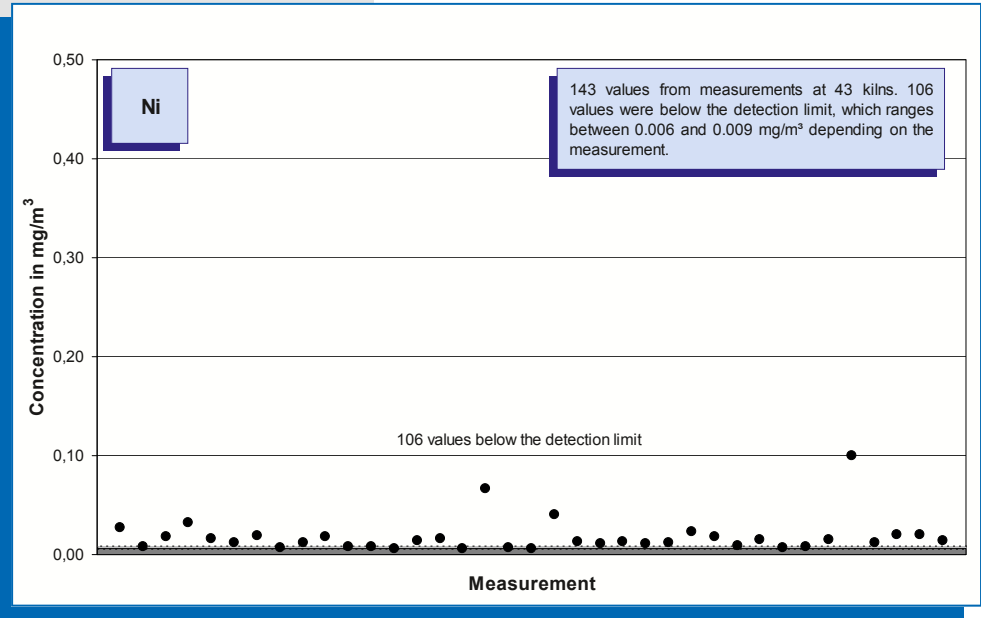 0,50
Ni
143 values from measurements at 43 kilns. 106
values were below the detection limit, which ranges
between 0.006 and 0.009 mg/m³ depending on the
measurement.
0,40
0,30
0,20
0,10
0,00
Concentration in mg/m³
106 values below the detection limit
Measurement